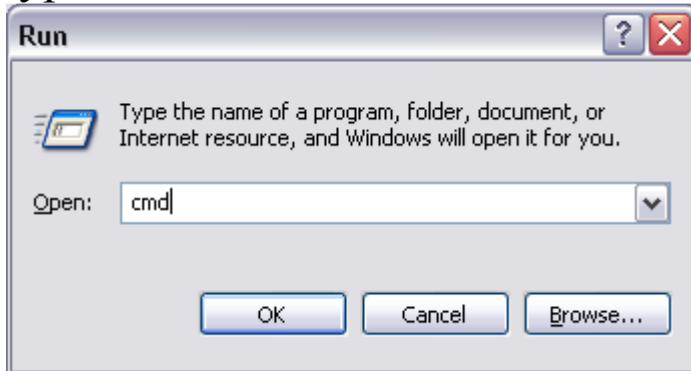 Run
Type the name of a program, folder, document, or
Internet resource, and Windows will open it for you.
Open: cmd
OK Cancel Browse...